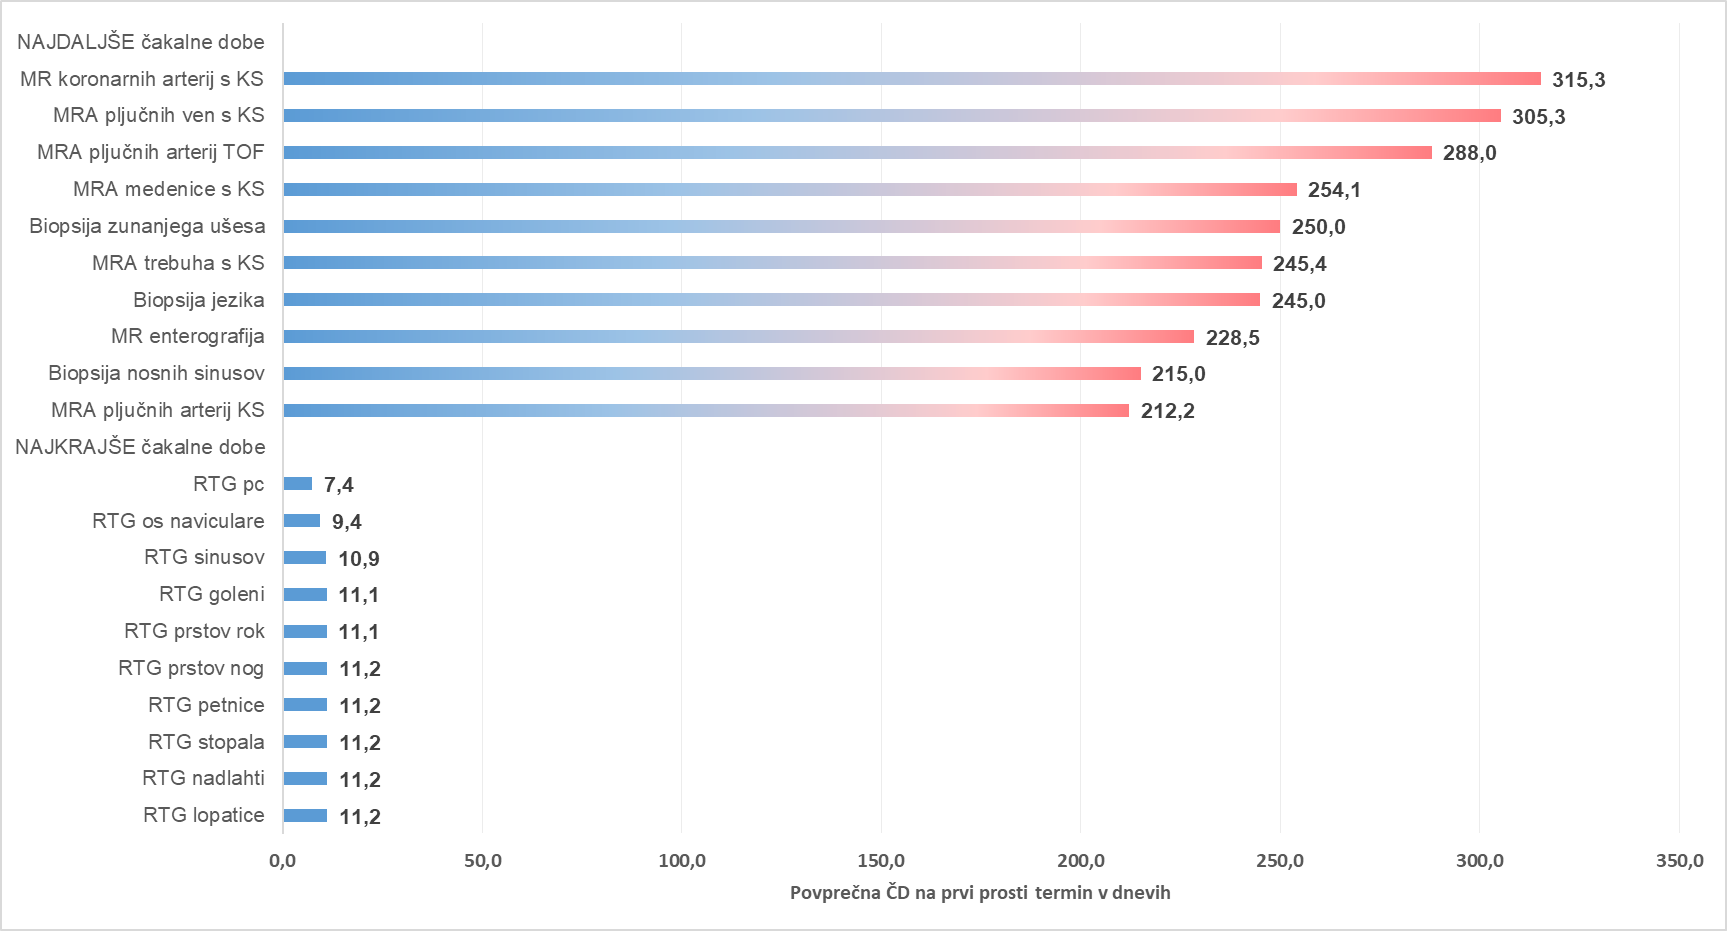 NAJDALJŠE čakalne dobe
MR koronarnih arterij s KS 315,3
MRA pljučnih ven s KS 305,3
MRA pljučnih arterij TOF 288,0
MRA medenice s KS 254,1
Biopsija zunanjega ušesa 250,0
MRA trebuha s KS 245,4
Biopsija jezika 245,0
MR enterografija 228,5
Biopsija nosnih sinusov 215,0
MRA pljučnih arterij KS 212,2
NAJKRAJŠE čakalne dobe
RTG pc 7,4
RTG os naviculare 9,4
RTG sinusov 10,9
RTG goleni 11,1
RTG prstov rok 11,1
RTG prstov nog 11,2
RTG petnice 11,2
RTG stopala 11,2
RTG nadlahti 11,2
RTG lopatice 11,2
0,0 50,0 100,0 150,0 200,0 250,0 300,0 350,0
Povprečna ČD na prvi prosti termin v dnevih